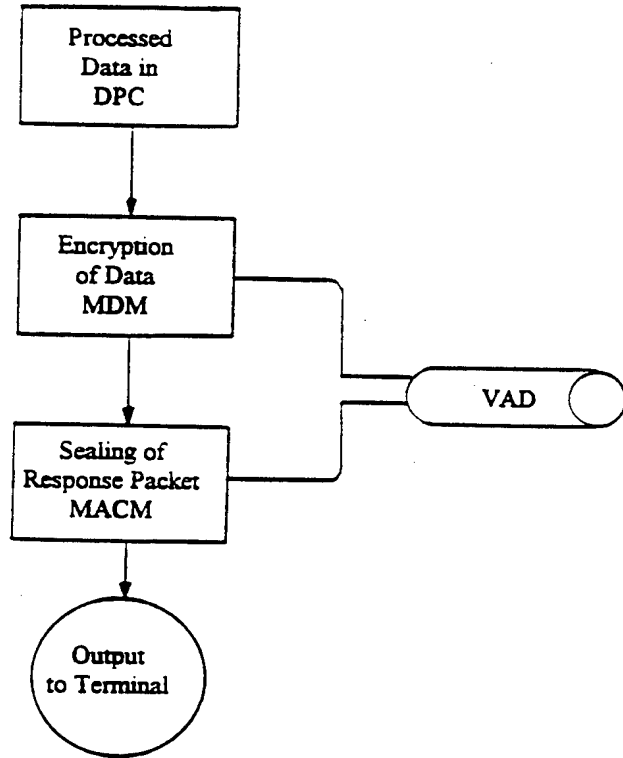 Processed
Data in
DPC
Encryption
of Data
MDM
VAD
Sealing of
Response Packet
MACM
Output
to Terminal